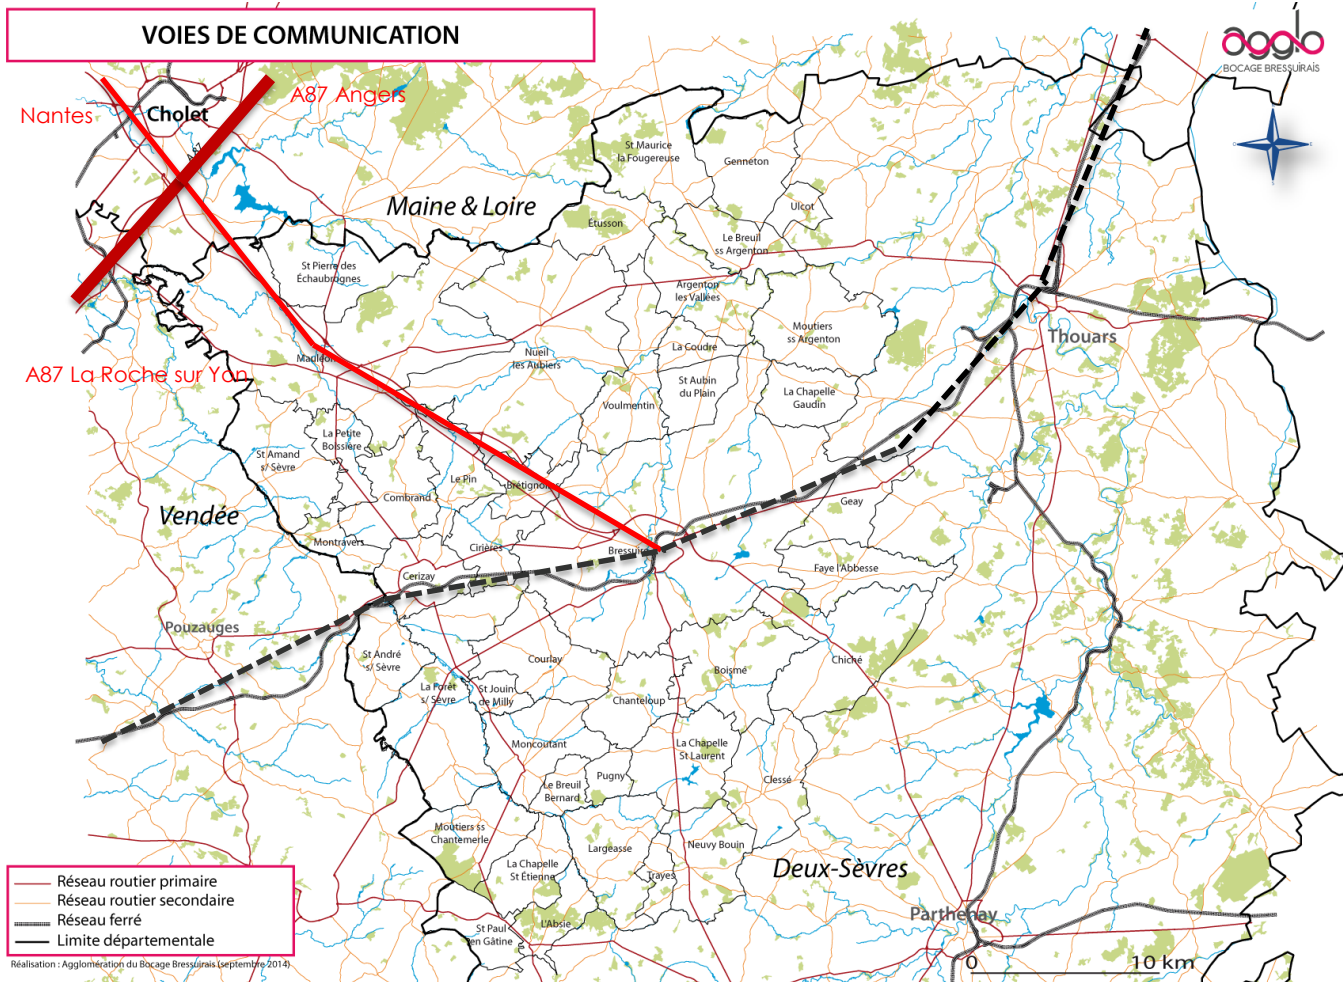 VOIES DE COMMUNICATION
agglo
BOCAGE BRESSUIRAIS
Nantes
Cholet
A87 Angers
A87
St Maurice
la Fougereuse
Genneton
Maine & Loire
Ulcot
Étusson
Le Breuil
ss Argenton
St Pierre des
Échaubrognes
Argenton
les Vallées
Moutiers
ss Argenton
Thouars
La Coudre
Mauléon
Nueil
les Aubiers
A87 La Roche sur Yon
St Aubin
du Plain
La Chapelle
Gaudin
Voulmentin
La Petite
Boissière
St Amand
s/ Sèvre
Le Pin
Brétignolles
Combrand
Geay
Vendée
Montravers
Cirières
Bressuire
Faye l'Abbesse
Cerizay
Pouzauges
St André
s/ Sèvre
Courlay
Boismé
Chiché
La Forêt
s/ Sèvre
St Jouin
de Milly
Chanteloup
Moncoutant
La Chapelle
St Laurent
Pugny
Clessé
Le Breuil
Bernard
Moutiers ss
Chantemerle
Largeasse
Neuvy Bouin
La Chapelle
St Étienne
Trayes
Deux-Sèvres
L'Absie
St Paul
en Gâtine
Parthenay
Réseau routier primaire
Réseau routier secondaire
Réseau ferré
Limite départementale
Réalisation : Agglomération du Bocage Bressuirais (septembre 2014)
0 10 km